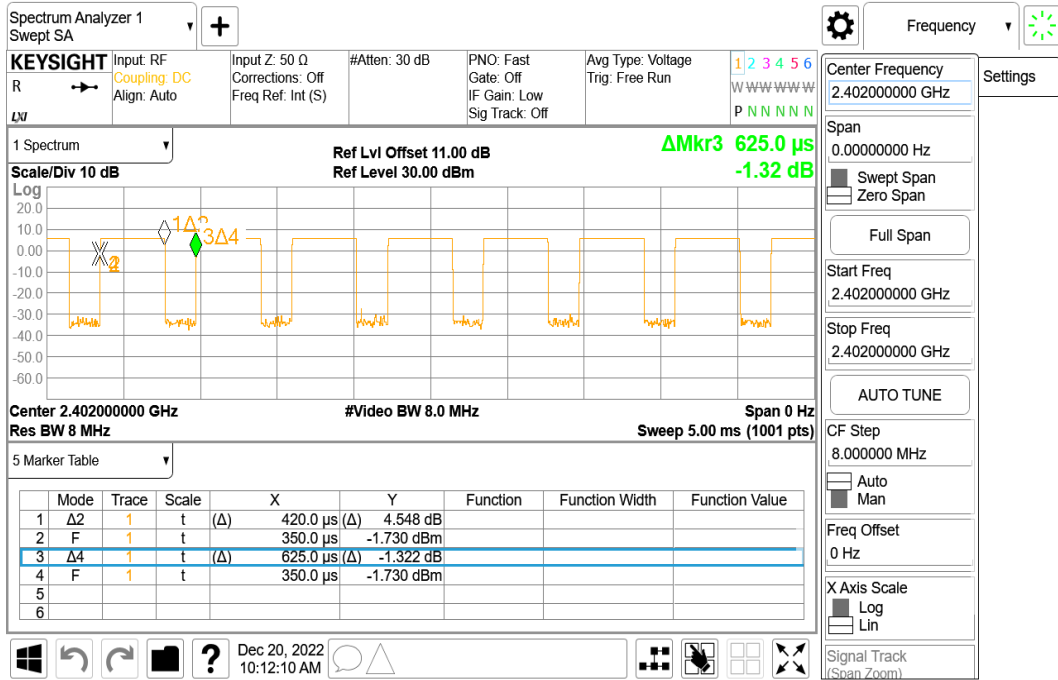 Spectrum Analyzer 1
Swept SA
Frequency
KEYSIGHT
R
LXI
Input: RF
Coupling: DC
Align: Auto
Input Z: 50 Ω
Corrections: Off
Freq Ref: Int (S)
#Atten: 30 dB
PNO: Fast
Gate: Off
IF Gain: Low
Sig Track: Off
Avg Type: Voltage
Trig: Free Run
1 2 3 4 5 6
W W W W W W
P N N N N N
1 Spectrum
Scale/Div 10 dB
Ref Lvl Offset 11.00 dB
Ref Level 30.00 dBm
ΔMkr3 625.0 µs
-1.32 dB
Log
20.0
10.0
0.00
-10.0
-20.0
-30.0
-40.0
-50.0
-60.0
3Δ4
Center 2.402000000 GHz
#Video BW 8.0 MHz
Span 0 Hz
Res BW 8 MHz
Sweep 5.00 ms (1001 pts)
5 Marker Table
Mode Trace Scale X Y Function Function Width Function Value
1 Δ2 1 t (Δ) 420.0 µs (Δ) 4.548 dB
2 F 1 t 350.0 µs -1.730 dBm
3 Δ4 1 t (Δ) 625.0 µs (Δ) -1.322 dB
4 F 1 t 350.0 µs -1.730 dBm
5
6
?
Dec 20, 2022
10:12:10 AM
Center Frequency
2.402000000 GHz
Span
0.00000000 Hz
Swept Span
Zero Span
Full Span
Start Freq
2.402000000 GHz
Stop Freq
2.402000000 GHz
AUTO TUNE
CF Step
8.000000 MHz
Auto
Man
Freq Offset
0 Hz
X Axis Scale
Log
Lin
Signal Track
(Span Zoom)
Settings